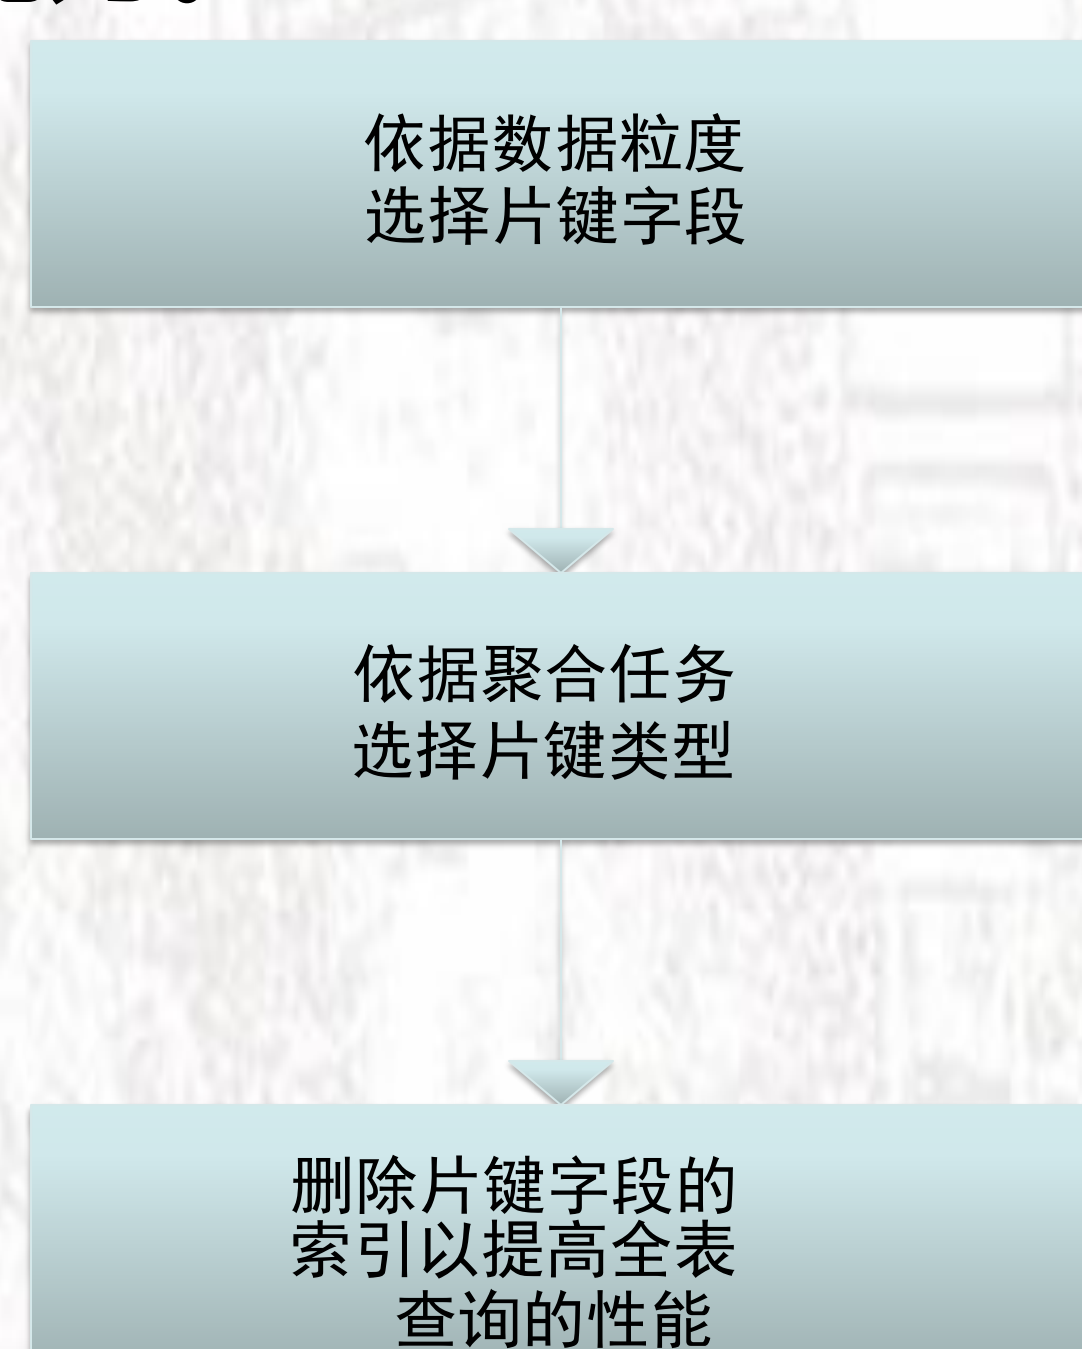 依据数据粒度
选择片键字段
依据聚合任务
选择片键类型
删除片键字段的
索引以提高全表
查询的性能